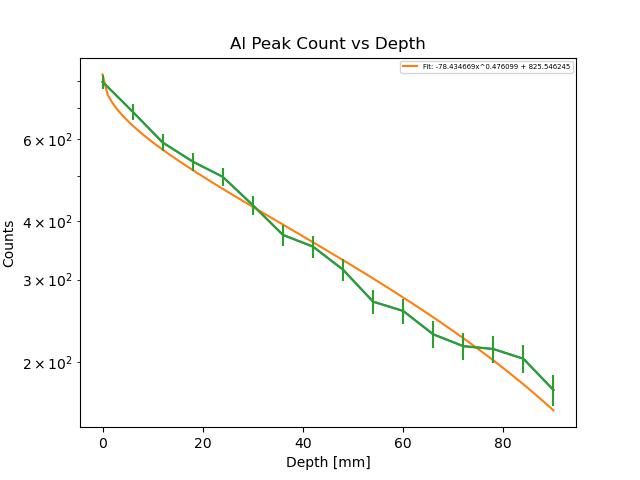 Al Peak Count vs Depth
Fit: -78.434669x^0.476099 + 825.546245
6 × 10²
4 × 10²
3 × 10²
2 × 10²
Counts
0 20 40 60 80
Depth [mm]